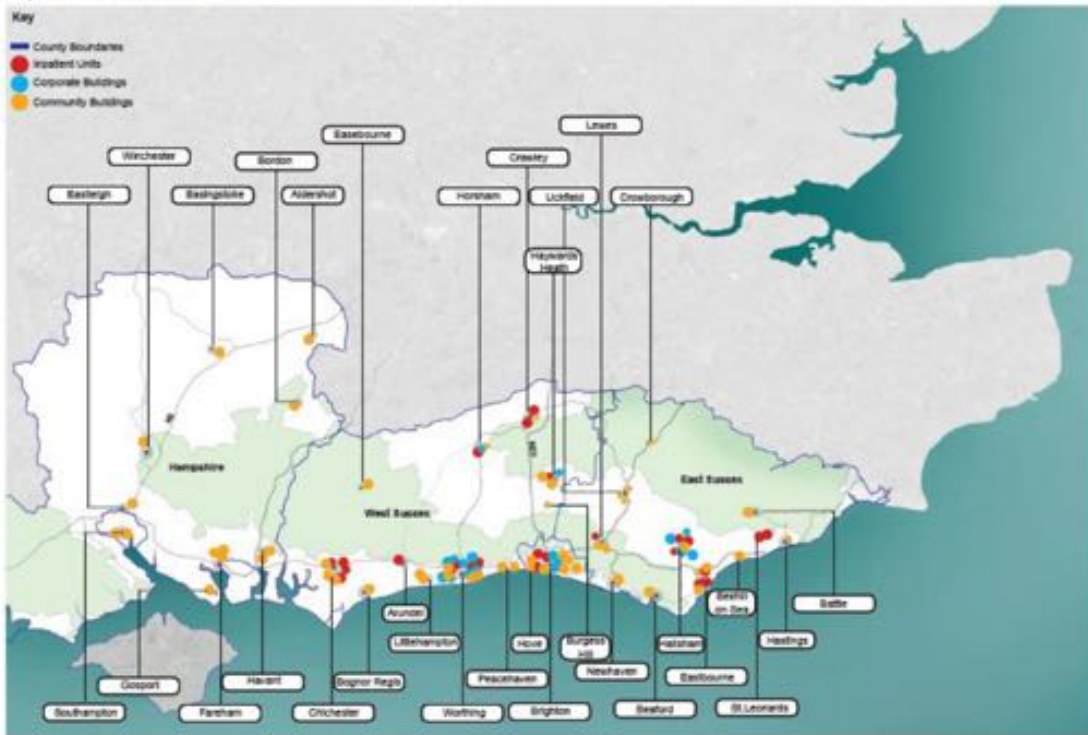 Key
County Boundaries
Inpatient Units
Corporate Buildings
Community Buildings
Lewes
Easebourne
Winchester
Bordon
Crawley
Eastleigh
Basingstoke
Aldershot
Horsham
Uckfield
Crowborough
Haywards
Heath
Hampshire
West Sussex
East Sussex
Arundel
Littlehampton
Hove
Burgess
Hill
Hailsham
Bexhill
on Sea
Battle
Hastings
Newhaven
Eastbourne
Gosport
Havant
Bognor Regis
Peacehaven
Southampton
Fareham
Chichester
Worthing
Brighton
Seaford
St.Leonards